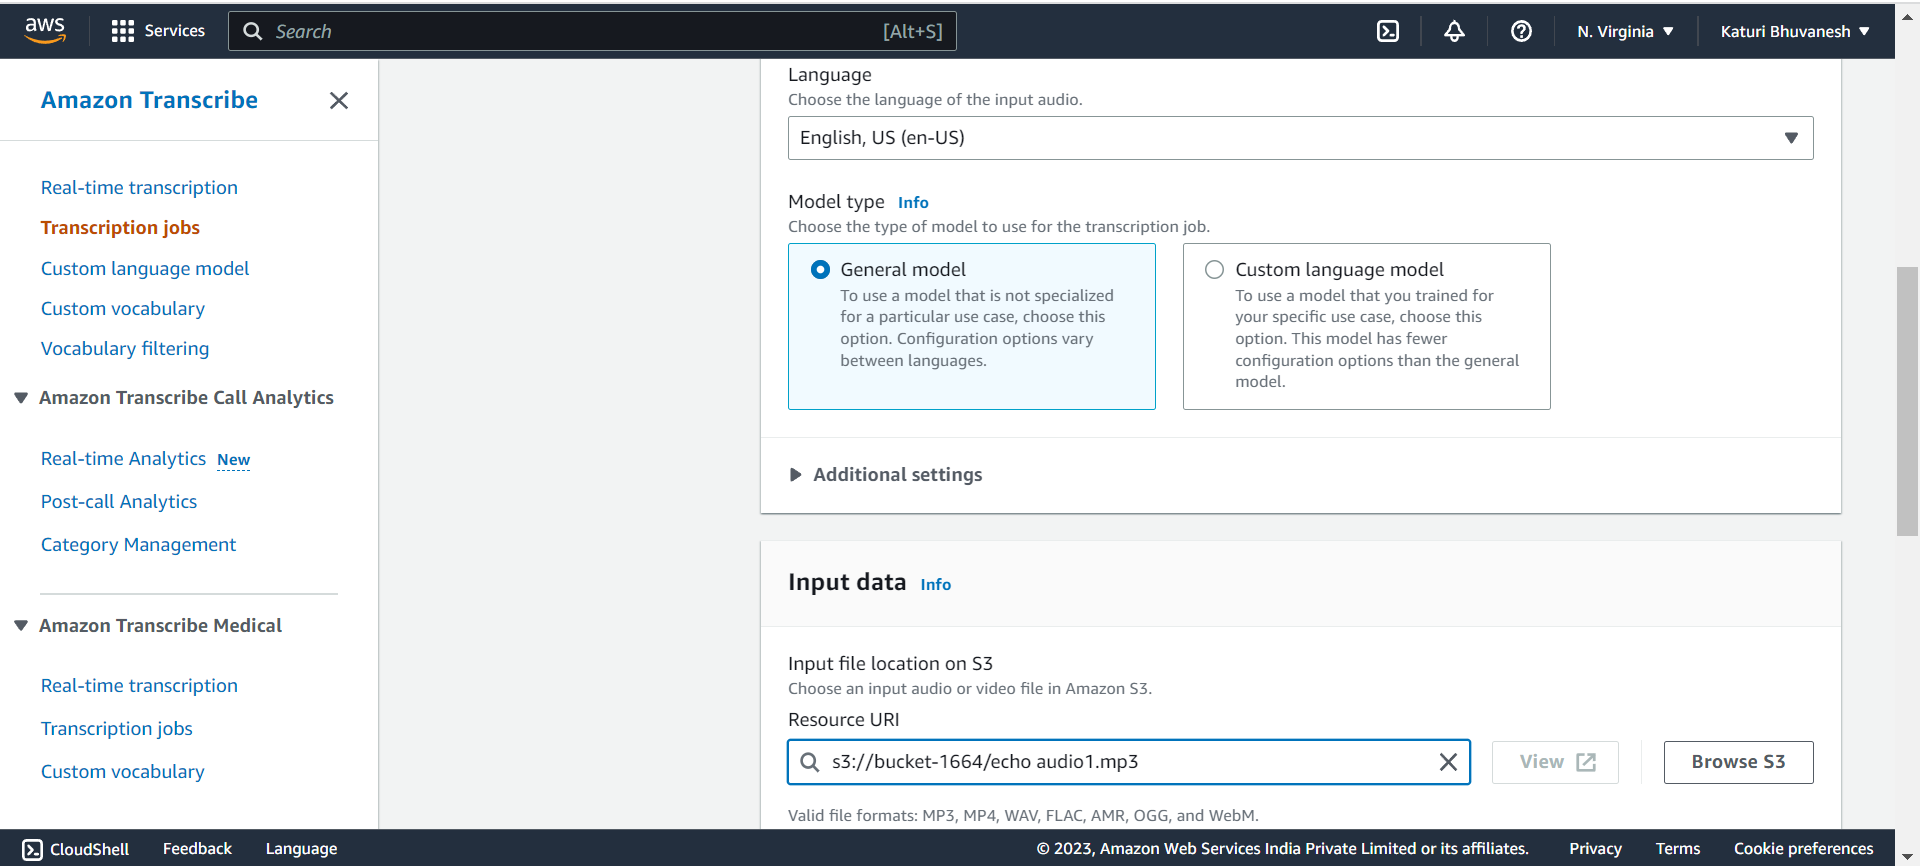 aws
Services
Search
[Alt+S]
N. Virginia
Katuri Bhuvanesh
Amazon Transcribe
Real-time transcription
Transcription jobs
Custom language model
Custom vocabulary
Vocabulary filtering
Amazon Transcribe Call Analytics
Real-time Analytics New
Post-call Analytics
Category Management
Amazon Transcribe Medical
Real-time transcription
Transcription jobs
Custom vocabulary
Language
Choose the language of the input audio.
English, US (en-US)
Model type Info
Choose the type of model to use for the transcription job.
General model
To use a model that is not specialized
for a particular use case, choose this
option. Configuration options vary
between languages.
Custom language model
To use a model that you trained for
your specific use case, choose this
option. This model has fewer
configuration options than the general
model.
Additional settings
Input data Info
Input file location on S3
Choose an input audio or video file in Amazon S3.
Resource URI
s3://bucket-1664/echo audio1.mp3
View
Browse S3
Valid file formats: MP3, MP4, WAV, FLAC, AMR, OGG, and WebM.
CloudShell
Feedback
Language
© 2023, Amazon Web Services India Private Limited or its affiliates.
Privacy
Terms
Cookie preferences